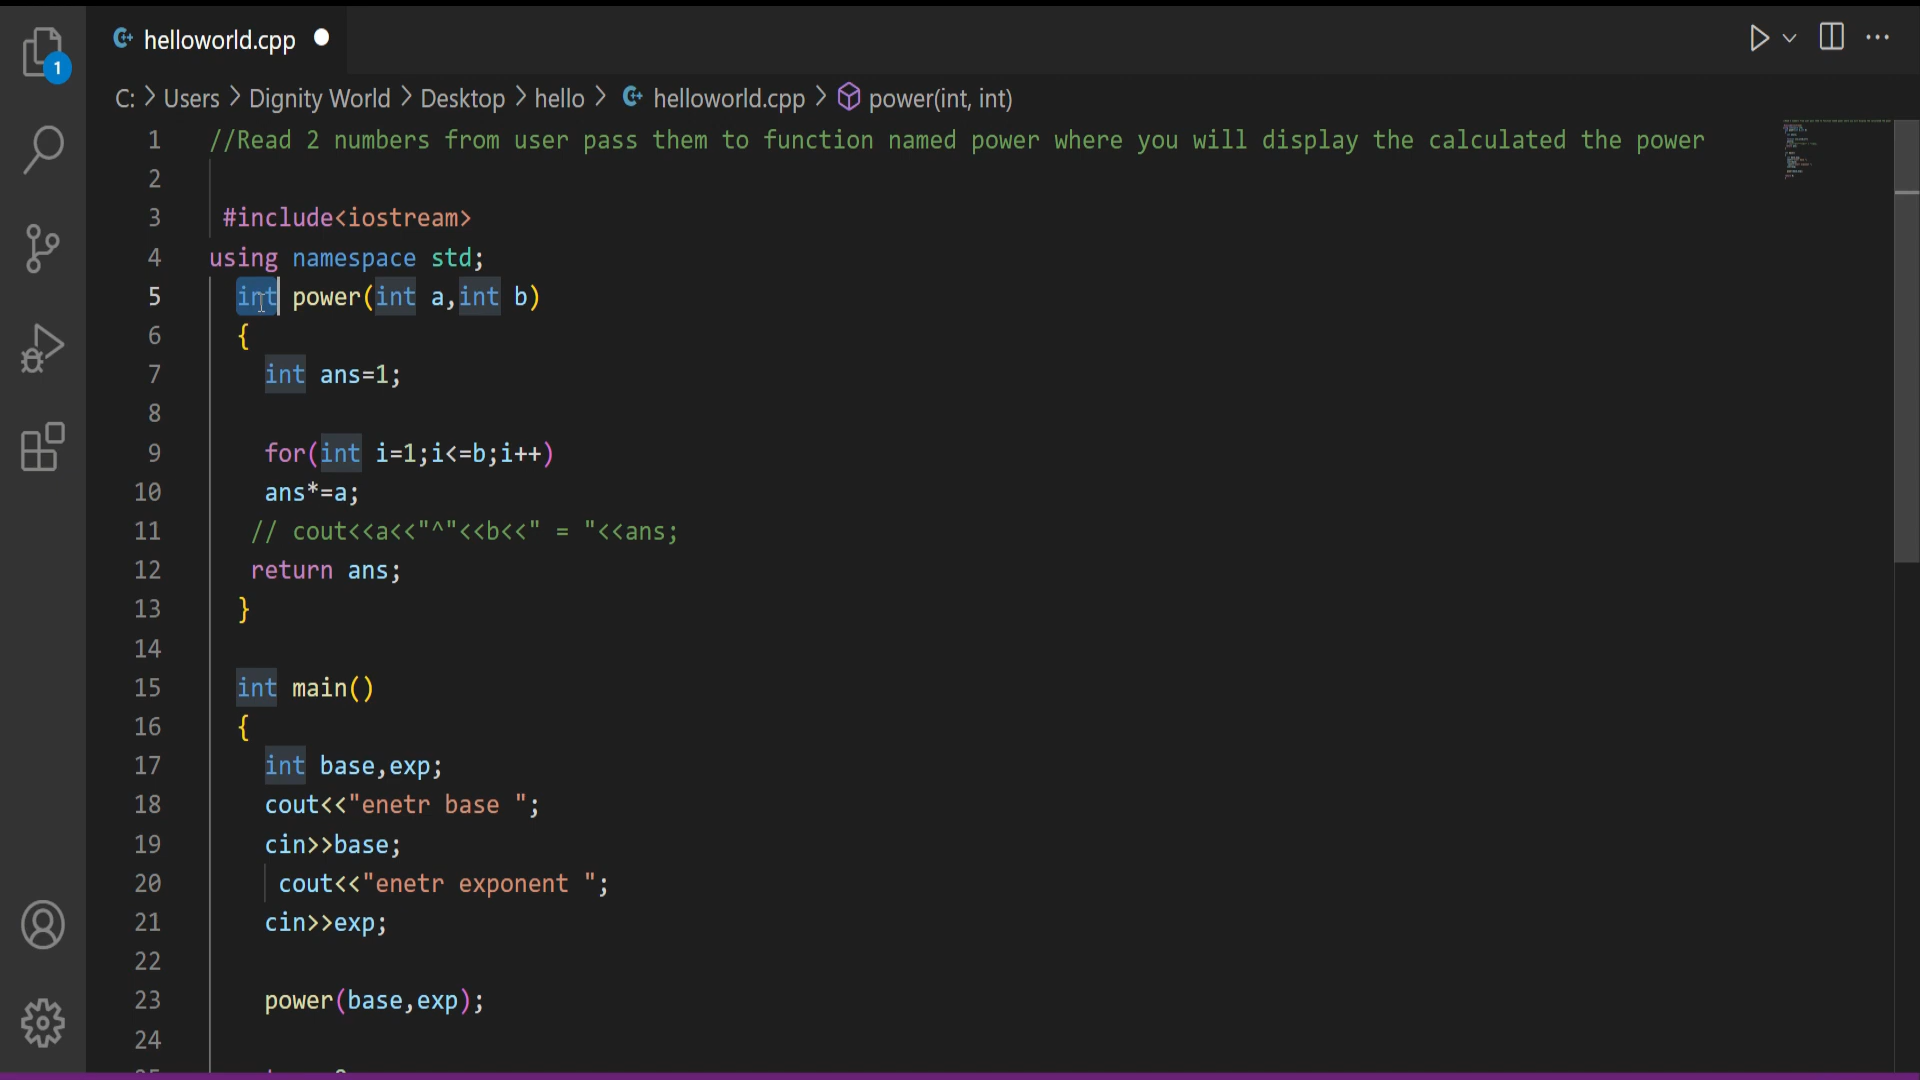 helloworld.cpp
1
C: > Users > Dignity World > Desktop > hello > helloworld.cpp > power(int, int)
1 //Read 2 numbers from user pass them to function named power where you will display the calculated the power
2
3 #include<iostream>
4 using namespace std;
5 int power(int a,int b)
6 {
7 int ans=1;
8
9 for(int i=1;i<=b;i++)
10 ans*=a;
11 // cout<<a<<"^"<<b<<" = "<<ans;
12 return ans;
13 }
14
15 int main()
16 {
17 int base,exp;
18 cout<<"enetr base ";
19 cin>>base;
20 cout<<"enetr exponent ";
21 cin>>exp;
22
23 power(base,exp);
24